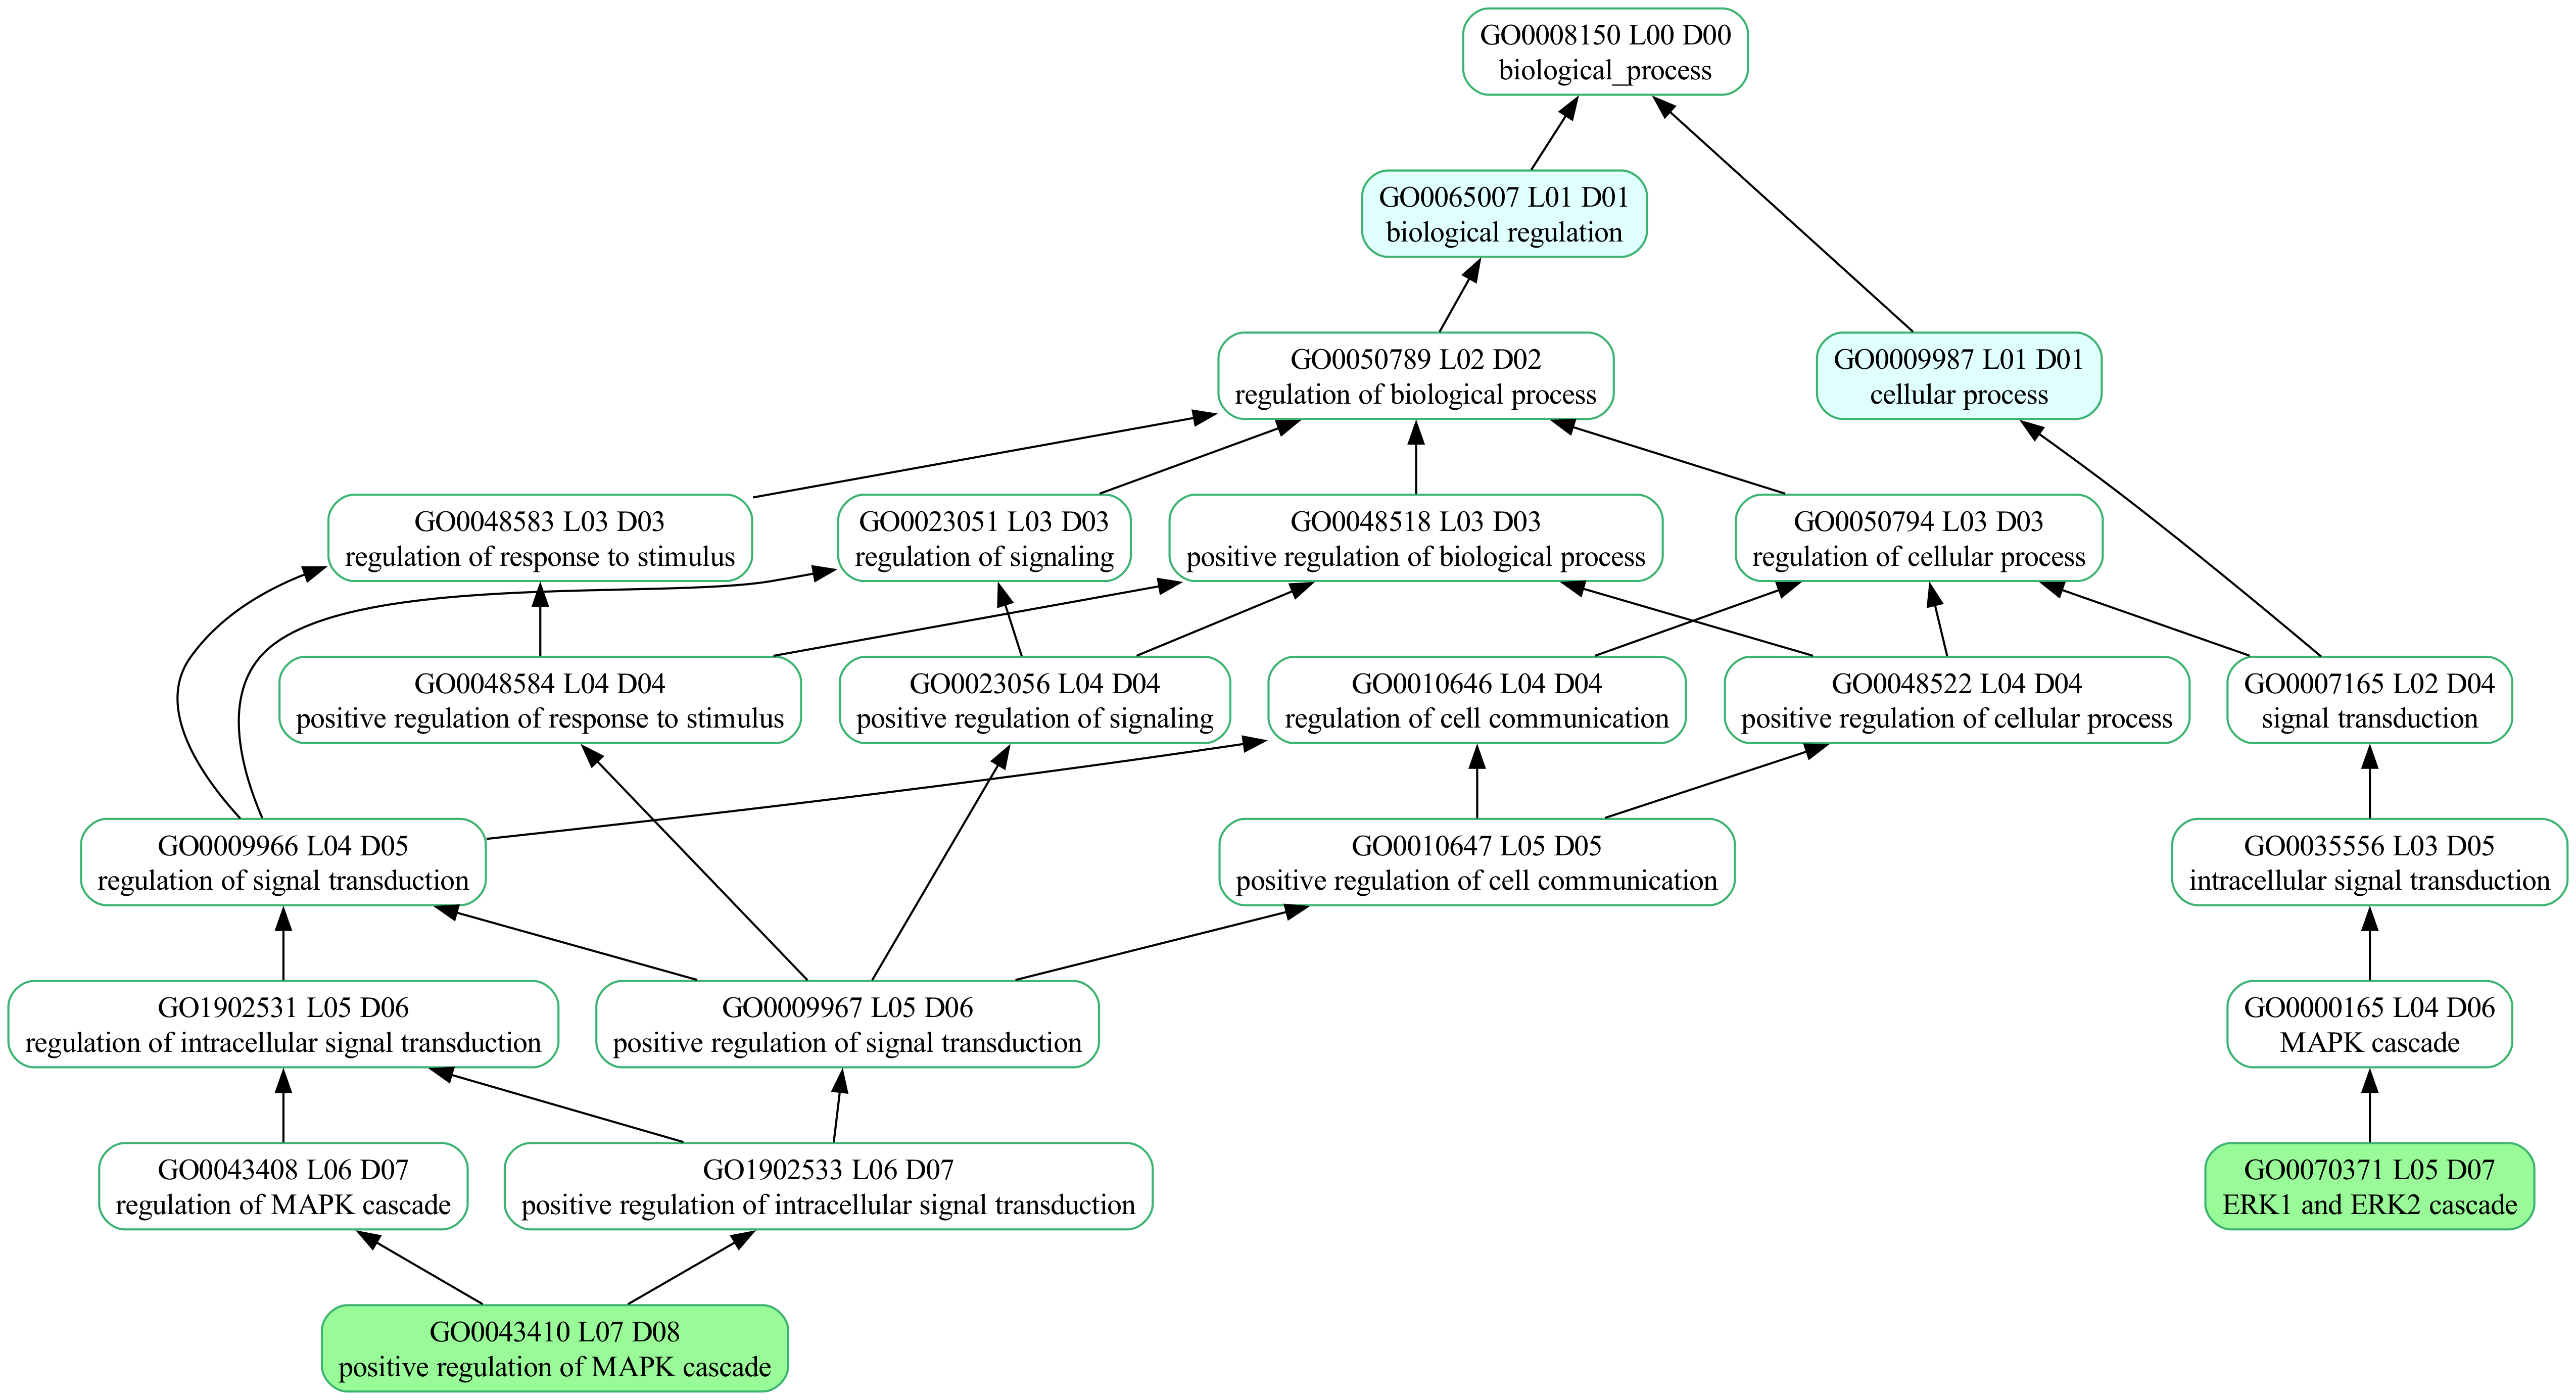 GO0008150 L00 D00
biological_process
GO0065007 L01 D01
biological regulation
GO0050789 L02 D02
regulation of biological process
GO0009987 L01 D01
cellular process
GO0048583 L03 D03
regulation of response to stimulus
GO0023051 L03 D03
regulation of signaling
GO0048518 L03 D03
positive regulation of biological process
GO0050794 L03 D03
regulation of cellular process
GO0048584 L04 D04
positive regulation of response to stimulus
GO0023056 L04 D04
positive regulation of signaling
GO0010646 L04 D04
regulation of cell communication
GO0048522 L04 D04
positive regulation of cellular process
GO0007165 L02 D04
signal transduction
GO0009966 L04 D05
regulation of signal transduction
GO0010647 L05 D05
positive regulation of cell communication
GO0035556 L03 D05
intracellular signal transduction
GO1902531 L05 D06
regulation of intracellular signal transduction
GO0009967 L05 D06
positive regulation of signal transduction
GO0000165 L04 D06
MAPK cascade
GO0043408 L06 D07
regulation of MAPK cascade
GO1902533 L06 D07
positive regulation of intracellular signal transduction
GO0070371 L05 D07
ERK1 and ERK2 cascade
GO0043410 L07 D08
positive regulation of MAPK cascade